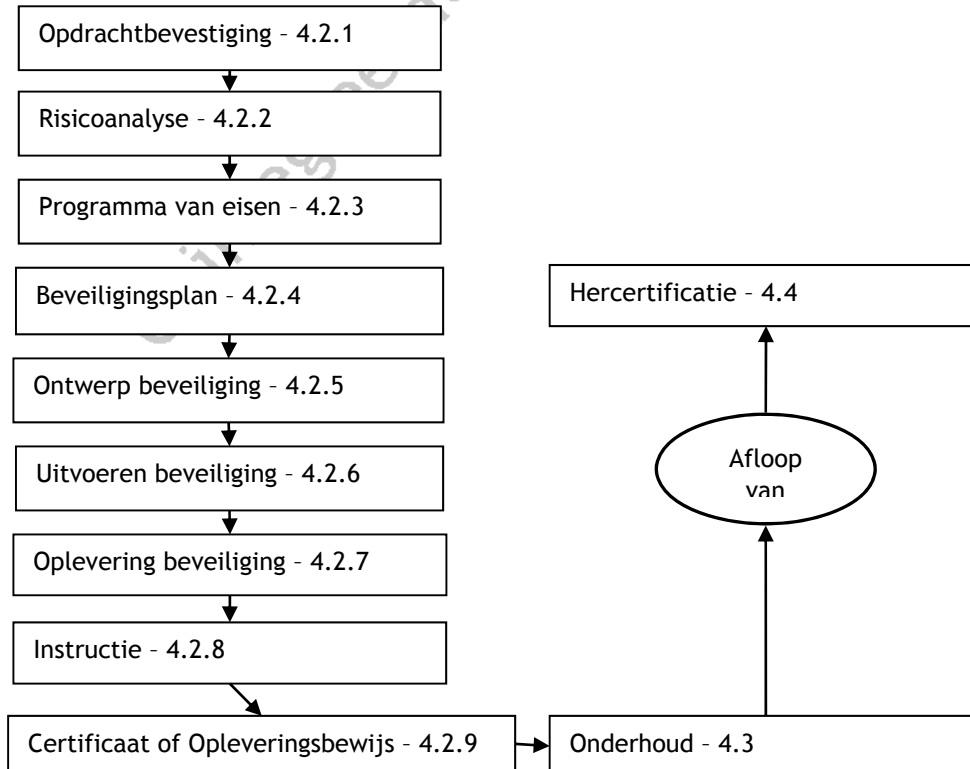 Opdrachtbevestiging – 4.2.1
Risicoanalyse – 4.2.2
Programma van eisen – 4.2.3
Beveiligingsplan – 4.2.4
Ontwerp beveiliging – 4.2.5
Uitvoeren beveiliging – 4.2.6
Oplevering beveiliging – 4.2.7
Instructie – 4.2.8
Certificaat of Opleveringsbewijs – 4.2.9
Onderhoud – 4.3
Afloop
van
Hercertificatie – 4.4